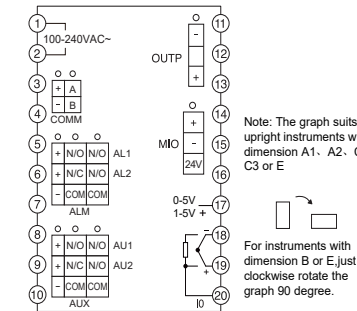 1
100-240VAC~
2
3
+ A
4
- B
COMM
5
+ N/O N/O AL1
6
+ N/C N/O AL2
7
- COM COM
ALM
8
+ N/O N/O AU1
9
+ N/O N/O AU2
10
- COM COM
AUX
11
-
OUTP
12
+
13
14
+
MIO
-
15
24V
16
0-5V
1-5V +
17
-
18
+
19
I0
20
Note: The graph suits
upright instruments
dimension A1、A2、
C3 or E
For instruments with
dimension B or E,just
clockwise rotate the
graph 90 degree.